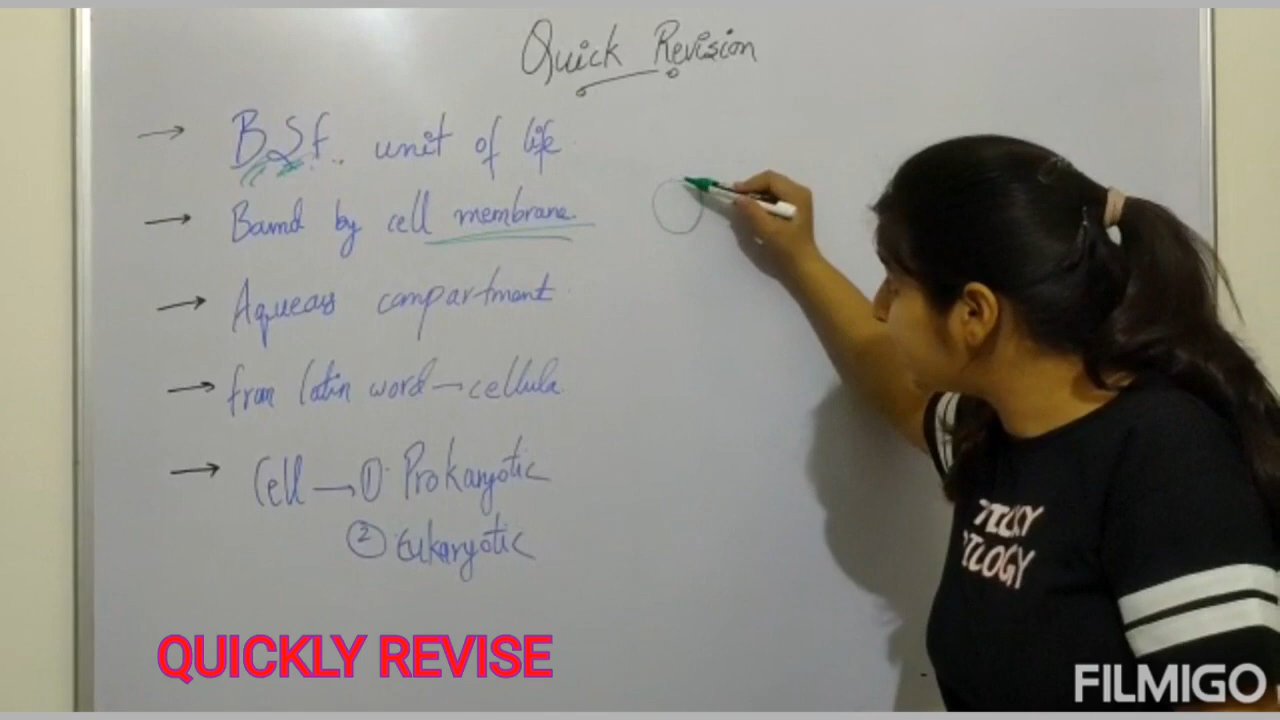 Quick Revision
→ BSF.. unit of life.
→ Bound by cell membrane.
→ Aqueous compartment.
→ from latin word → cellula.
→ Cell → ① Prokaryotic
② Eukaryotic
QUICKLY REVISE
FILMIGO